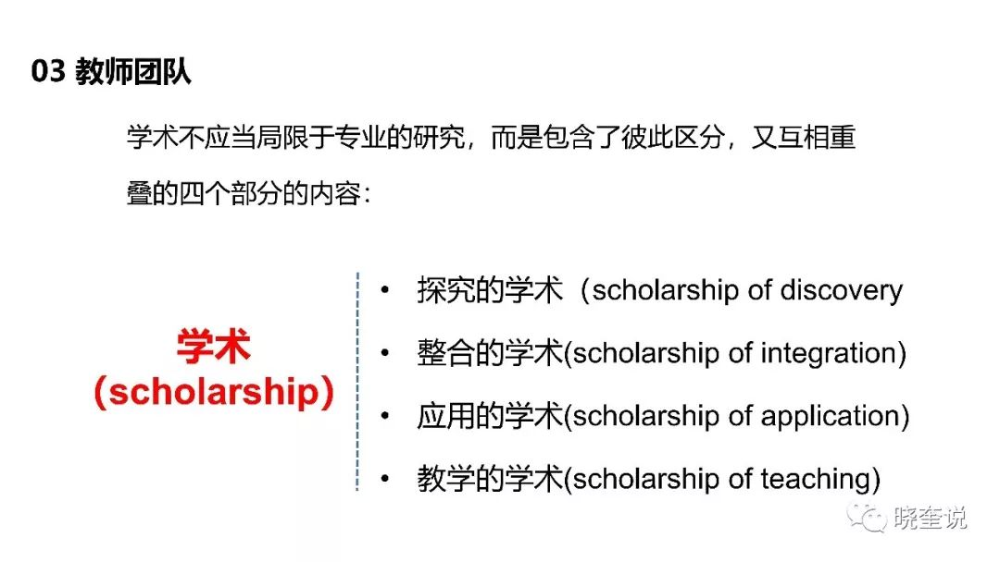 03 教师团队
学术不应当局限于专业的研究，而是包含了彼此区分，又互相重
叠的四个部分的内容：
学术
（scholarship）
• 探究的学术（scholarship of discovery
• 整合的学术(scholarship of integration)
• 应用的学术(scholarship of application)
• 教学的学术(scholarship of teaching)
晓奎说